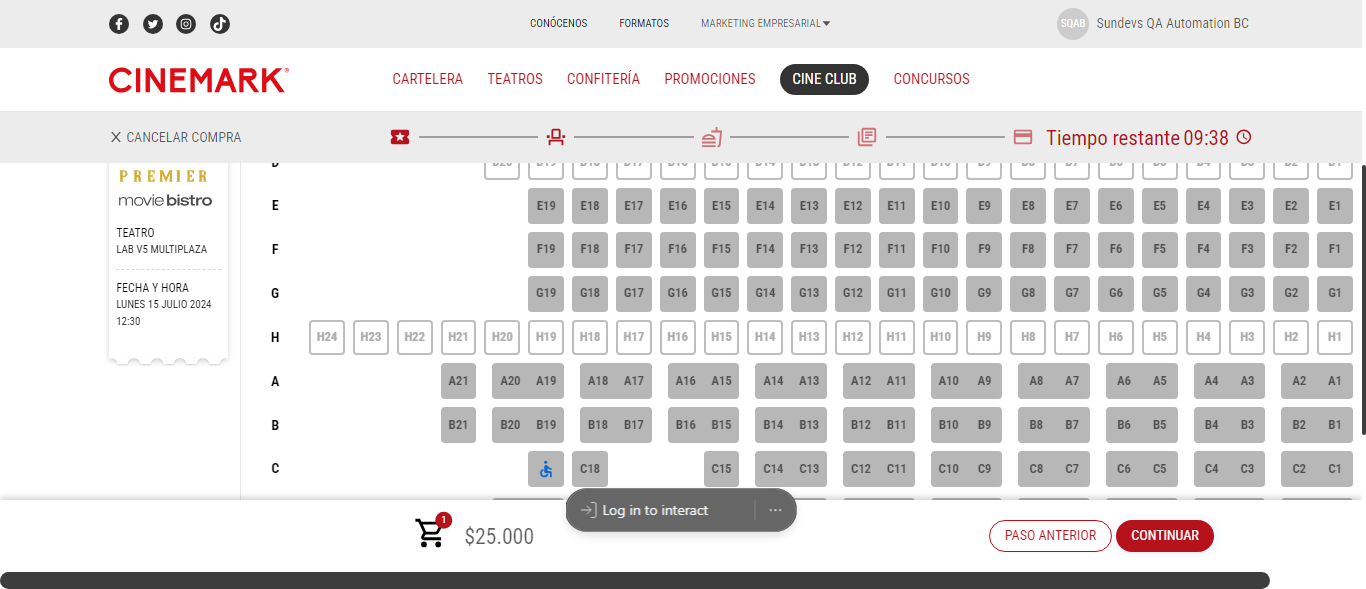 CONÓCENOS FORMATOS MARKETING EMPRESARIAL SQAB Sundevs QA Automation BC
CINEMARK CARTELERA TEATROS CONFITERÍA PROMOCIONES CINE CLUB CONCURSOS
X CANCELAR COMPRA Tiempo restante 09:38
PREMIER
movie bistro
TEATRO
LAB V5 MULTIPLAZA
FECHA Y HORA
LUNES 15 JULIO 2024
12:30
E E19 E18 E17 E16 E15 E14 E13 E12 E11 E10 E9 E8 E7 E6 E5 E4 E3 E2 E1
F F19 F18 F17 F16 F15 F14 F13 F12 F11 F10 F9 F8 F7 F6 F5 F4 F3 F2 F1
G G19 G18 G17 G16 G15 G14 G13 G12 G11 G10 G9 G8 G7 G6 G5 G4 G3 G2 G1
H H24 H23 H22 H21 H20 H19 H18 H17 H16 H15 H14 H13 H12 H11 H10 H9 H8 H7 H6 H5 H4 H3 H2 H1
A A21 A20 A19 A18 A17 A16 A15 A14 A13 A12 A11 A10 A9 A8 A7 A6 A5 A4 A3 A2 A1
B B21 B20 B19 B18 B17 B16 B15 B14 B13 B12 B11 B10 B9 B8 B7 B6 B5 B4 B3 B2 B1
C C18 C15 C14 C13 C12 C11 C10 C9 C8 C7 C6 C5 C4 C3 C2 C1
Log in to interact ...
1 $25.000 PASO ANTERIOR CONTINUAR